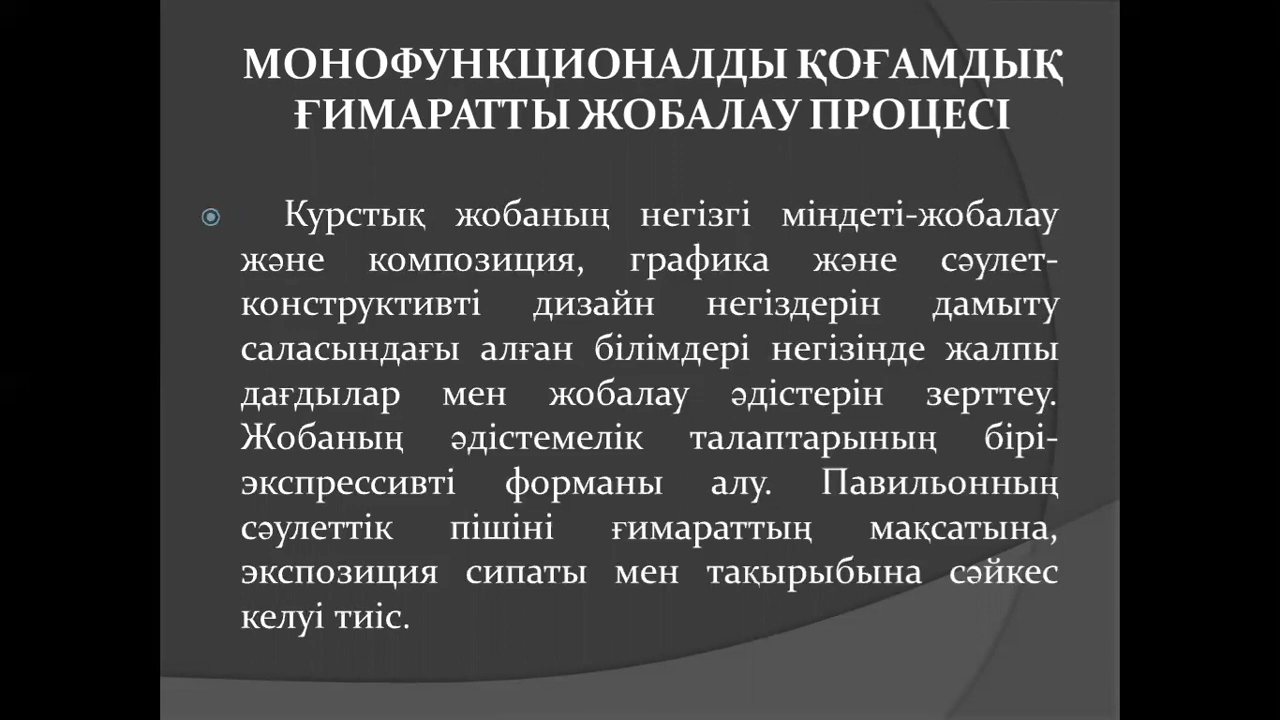 МОНОФУНКЦИОНАЛДЫ ҚОҒАМДЫҚ
ҒИМАРАТТЫ ЖОБАЛАУ ПРОЦЕСІ
Курстық жобаның негізгі міндеті-жобалау
және композиция, графика және сәулет-
конструктивті дизайн негіздерін дамыту
саласындағы алған білімдері негізінде жалпы
дағдылар мен жобалау әдістерін зерттеу.
Жобаның әдістемелік талаптарының бірі-
экспрессивті форманы алу. Павильонның
сәулеттік пішіні ғимараттың мақсатына,
экспозиция сипаты мен тақырыбына сәйкес
келуі тиіс.